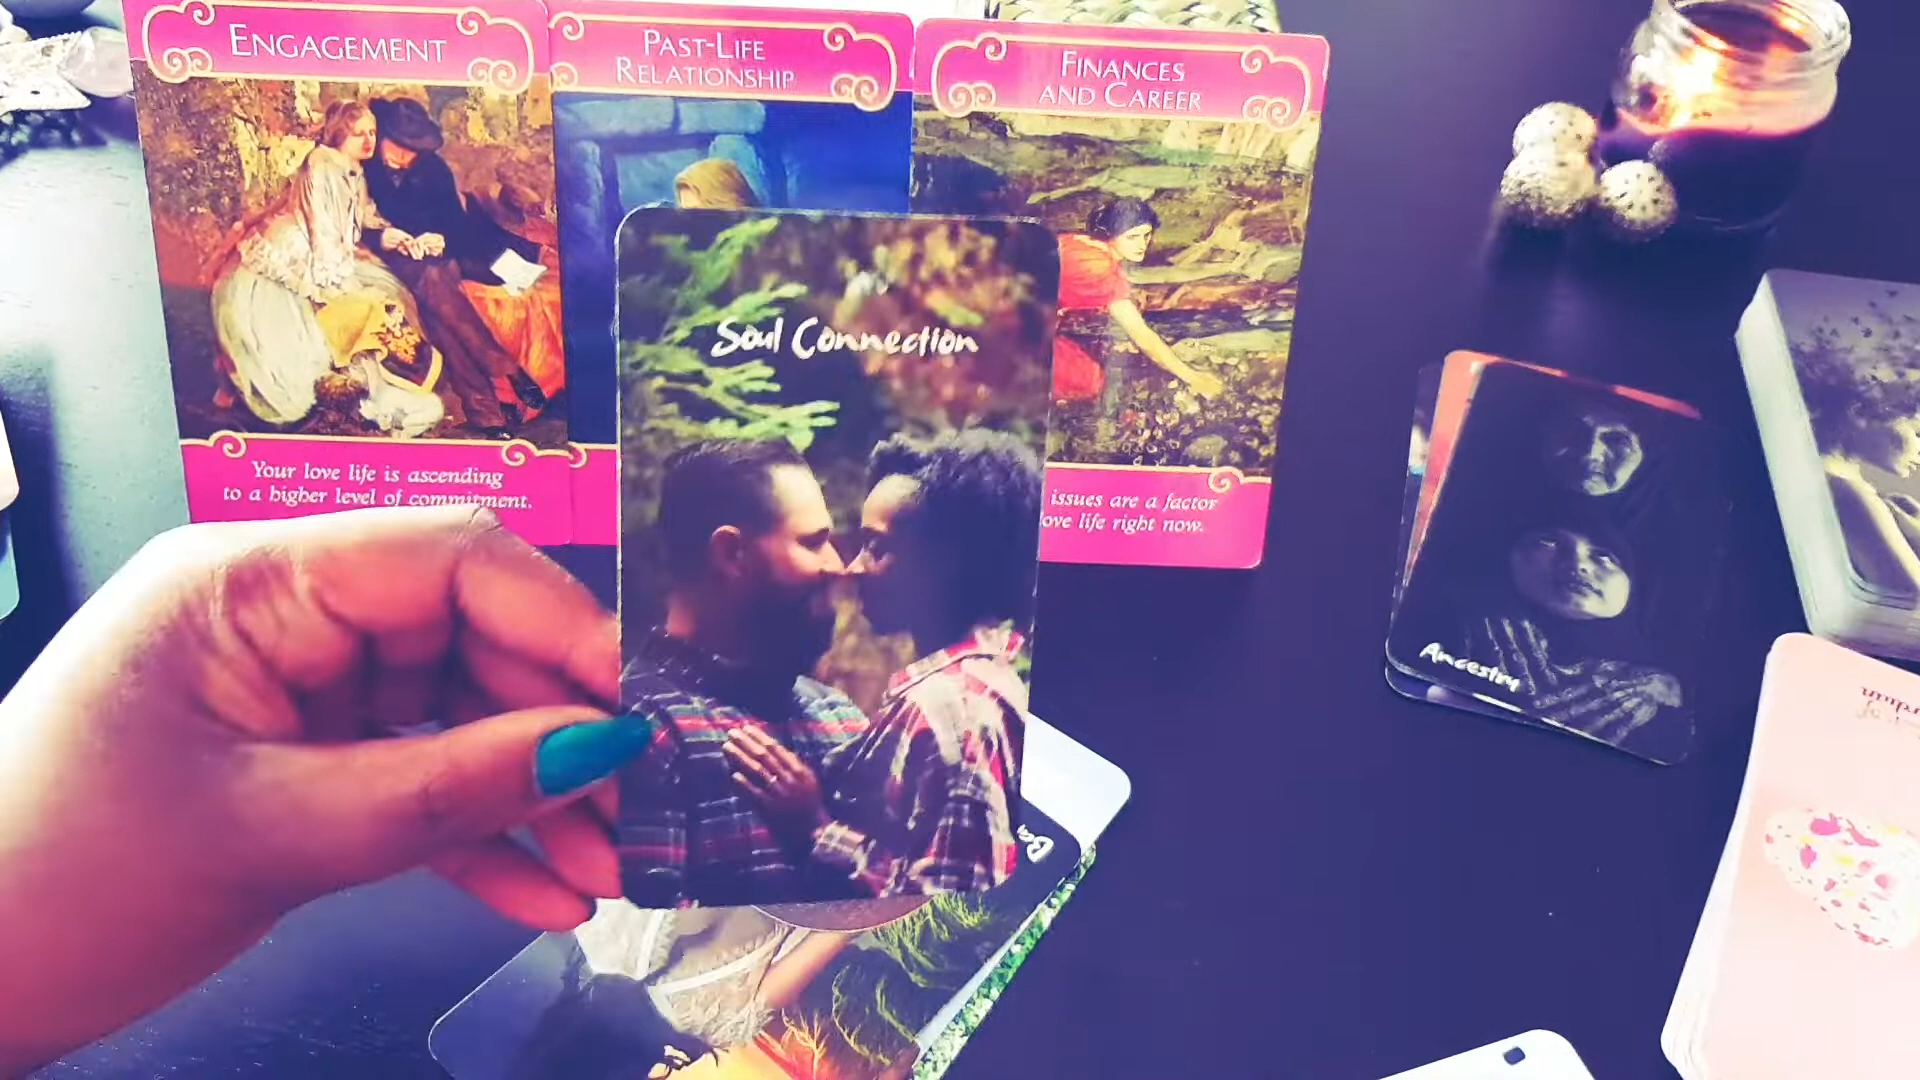 ENGAGEMENT
Your love life is ascending
to a higher level of commitment.
PAST-LIFE
RELATIONSHIP
FINANCES
AND CAREER
issues are a factor
ove life right now.
Soul Connection
Ancestry